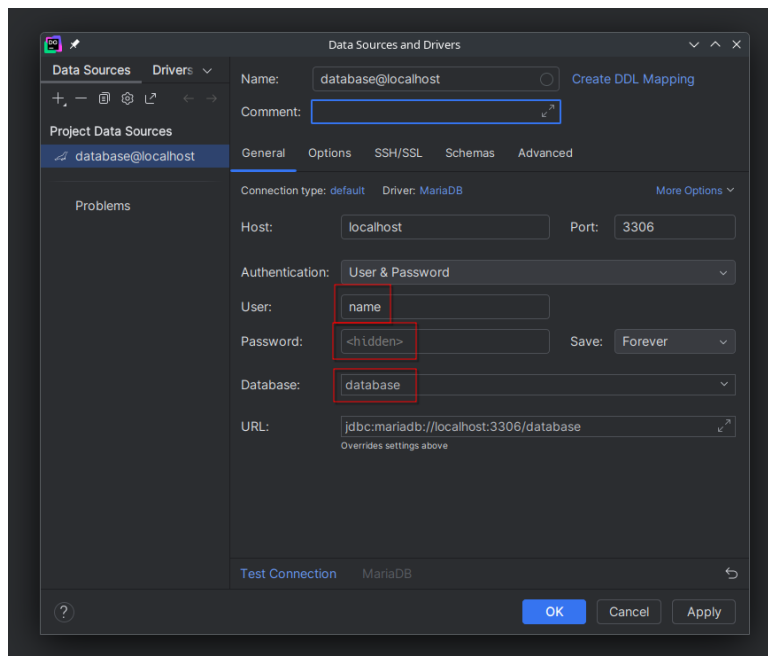 Data Sources and Drivers
Data Sources Drivers
Name: database@localhost Create DDL Mapping
Comment:
Project Data Sources
database@localhost
Problems
General Options SSH/SSL Schemas Advanced
Connection type: default Driver: MariaDB More Options
Host: localhost Port: 3306
Authentication: User & Password
User: name
Password: <hidden> Save: Forever
Database: database
URL: jdbc:mariadb://localhost:3306/database
Overrides settings above
Test Connection MariaDB
? OK Cancel Apply